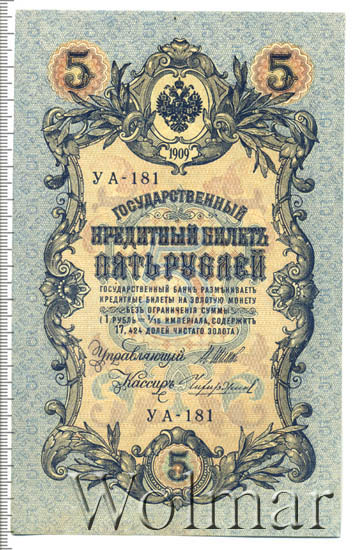 5 5
1909
УА-181
ГОСУДАРСТВЕННЫЙ
КРЕДИТНЫЙ БИЛЕТЪ
ПЯТЬ РУБЛЕЙ
ГОСУДАРСТВЕННЫЙ БАНКЪ РАЗМѢНИВАЕТЪ
КРЕДИТНЫЕ БИЛЕТЫ НА ЗОЛОТУЮ МОНЕТУ
БЕЗЪ ОГРАНИЧЕНІЯ СУММЫ
(1 РУБЛЬ = 1/15 ИМПЕРІАЛА, СОДЕРЖИТЪ
17,424 ДОЛЕЙ ЧИСТАГО ЗОЛОТА)
Управляющій
Кассиръ
УА-181
5
Wolmar